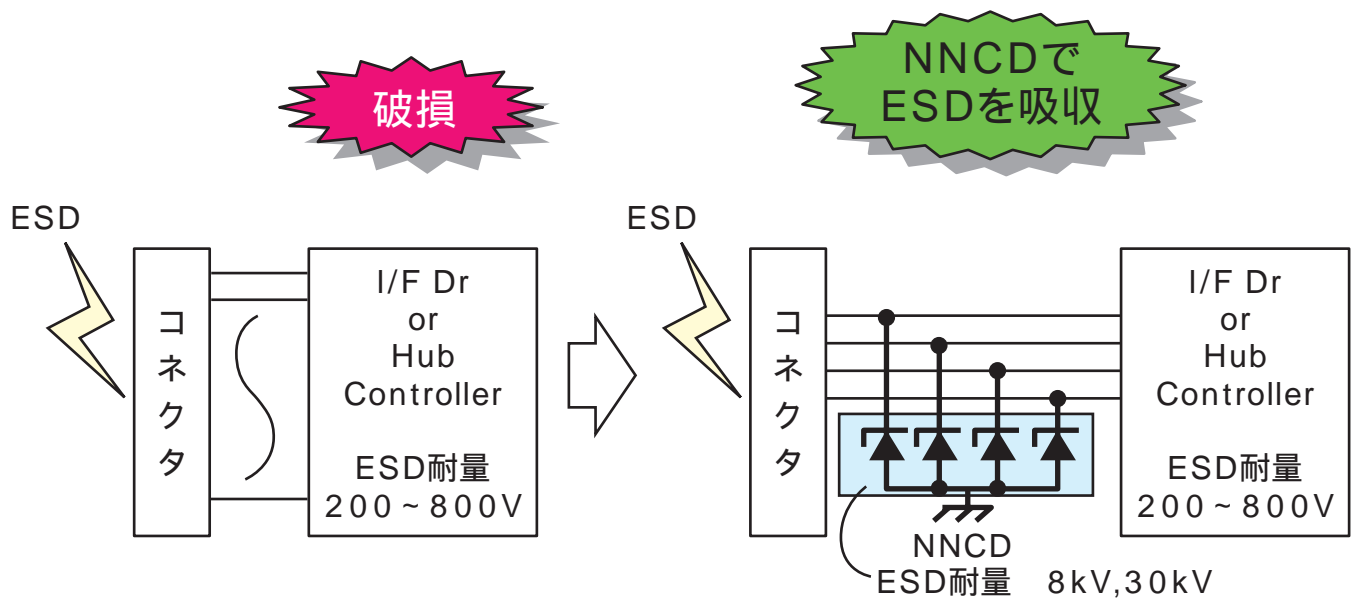 破損
NNCDで
ESDを吸収
ESD
コネクタ
I/F Dr
or
Hub
Controller
ESD耐量
200~800V
ESD
コネクタ
I/F Dr
or
Hub
Controller
ESD耐量
200~800V
NNCD
ESD耐量　8kV,30kV